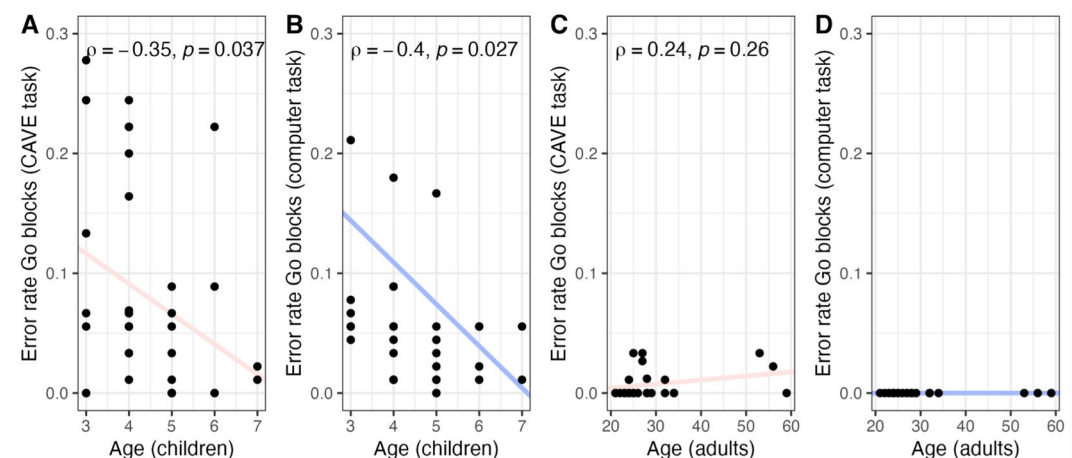 A
Error rate Go blocks (CAVE task)
ρ = −0.35, p = 0.037
0.3
0.2
0.1
0.0
3 4 5 6 7
Age (children)
B
Error rate Go blocks (computer task)
ρ = −0.4, p = 0.027
0.3
0.2
0.1
0.0
3 4 5 6 7
Age (children)
C
Error rate Go blocks (CAVE task)
ρ = 0.24, p = 0.26
0.3
0.2
0.1
0.0
20 30 40 50 60
Age (adults)
D
Error rate Go blocks (computer task)
0.3
0.2
0.1
0.0
20 30 40 50 60
Age (adults)